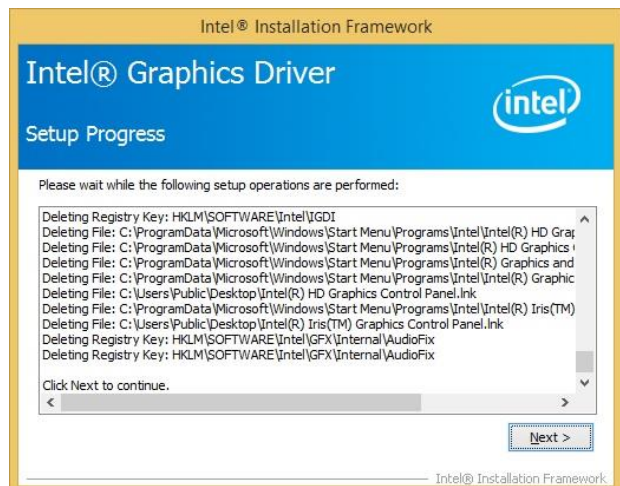 Intel® Installation Framework
Intel® Graphics Driver
intel
Setup Progress
Please wait while the following setup operations are performed:
Deleting Registry Key: HKLM\SOFTWARE\Intel\IGDI
Deleting File: C:\ProgramData\Microsoft\Windows\Start Menu\Programs\Intel\Intel(R) HD Grap
Deleting File: C:\ProgramData\Microsoft\Windows\Start Menu\Programs\Intel(R) HD Graphics
Deleting File: C:\ProgramData\Microsoft\Windows\Start Menu\Programs\Intel(R) Graphics and
Deleting File: C:\ProgramData\Microsoft\Windows\Start Menu\Programs\Intel\Intel(R) Graphic
Deleting File: C:\Users\Public\Desktop\Intel(R) HD Graphics Control Panel.lnk
Deleting File: C:\ProgramData\Microsoft\Windows\Start Menu\Programs\Intel\Intel(R) Iris(TM)
Deleting File: C:\Users\Public\Desktop\Intel(R) Iris(TM) Graphics Control Panel.lnk
Deleting Registry Key: HKLM\SOFTWARE\Intel\GFX\Internal\AudioFix
Deleting Registry Key: HKLM\SOFTWARE\Intel\GFX\Internal\AudioFix
Click Next to continue.
Next >
Intel® Installation Framework